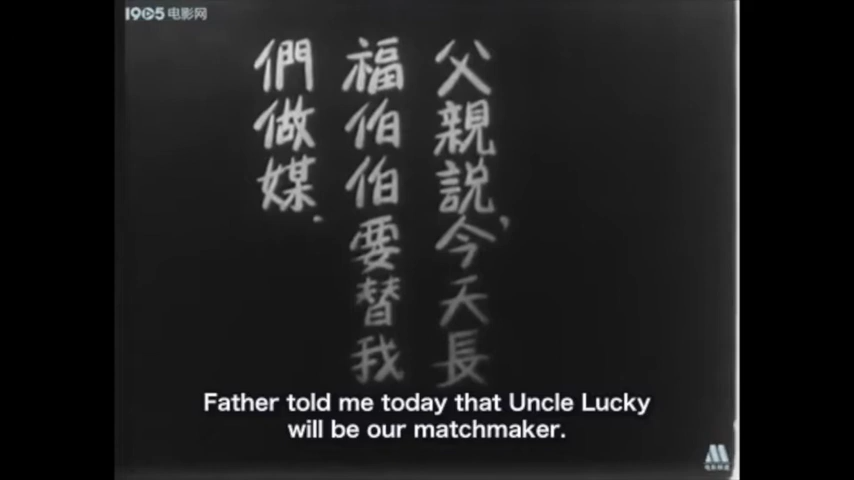 1905电影网
父親說,今天長
福伯伯要替我
們做媒.
Father told me today that Uncle Lucky
will be our matchmaker.